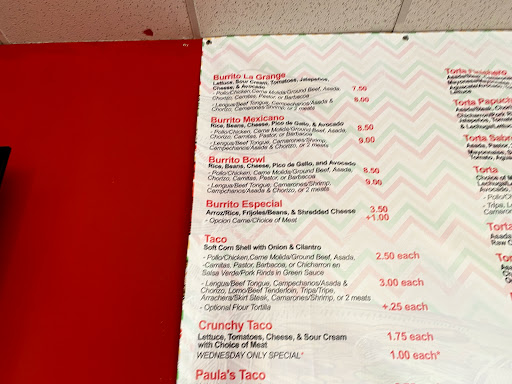 Burrito La Grange
Lettuce, Sour Cream, Tomatoes, Jalapeños,
Cheese, & Avocado
- Pollo/Chicken, Carne Molida/Ground Beef, Asada, 7.50
Chorizo, Carnitas, Pastor, or Barbacoa
- Lengua/Beef Tongue, Campechanos/Asada & 8.00
Chorizo, Camarones/Shrimp, or 2 meats
Burrito Mexicano
Rice, Beans, Cheese, Pico de Gallo, & Avocado
- Pollo/Chicken, Carne Molida/Ground Beef, Asada, 8.50
Chorizo, Carnitas, Pastor, or Barbacoa
- Lengua/Beef Tongue, Camarones/Shrimp, 9.00
Campechanos/Asada & Chorizo, or 2 meats
Burrito Bowl
Rice, Beans, Cheese, Pico de Gallo, and Avocado
- Pollo/Chicken, Carne Molida/Ground Beef, Asada, 8.50
Chorizo, Carnitas, Pastor, or Barbacoa
- Lengua/Beef Tongue, Camarones/Shrimp, 9.00
Campchanos/Asada & Chorizo, or 2 meats
Burrito Especial
Arroz/Rice, Frijoles/Beans, & Shredded Cheese 3.50
- Opcion Carne/Choice of Meat +1.00
Taco
Soft Corn Shell with Onion & Cilantro
- Pollo/Chicken, Carne Molida/Ground Beef, Asada, 2.50 each
-Carnitas, Pastor, Barbacoa, or Chicharron en
Salsa Verde/Pork Rinds in Green Sauce
- Lengua/Beef Tongue, Campechanos/Asada & 3.00 each
Chorizo, Lomo/Beef Tenderloin, Tripa/Tripe,
Arrachera/Skirt Steak, Camarones/Shrimp, or 2 meats
- Optional Flour Tortilla +.25 each
Crunchy Taco
Lettuce, Tomatoes, Cheese, & Sour Cream 1.75 each
with Choice of Meat
WEDNESDAY ONLY SPECIAL* 1.00 each*
Paula's Taco
Lettuce
Torta Papuc
Torta
Choice of M
Torta
Asada
Raw O